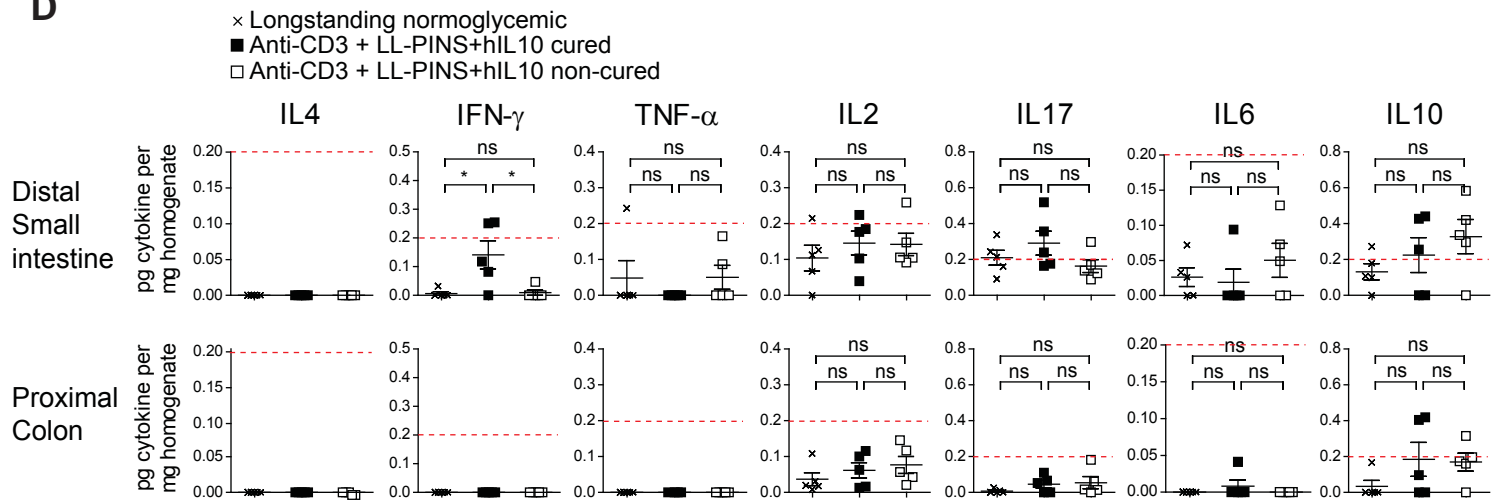 D
× Longstanding normoglycemic
■ Anti-CD3 + LL-PINS+hIL10 cured
□ Anti-CD3 + LL-PINS+hIL10 non-cured
IL4 IFN-γ TNF-α IL2 IL17 IL6 IL10
Distal
Small
intestine
pg cytokine per
mg homogenate
0.20
0.15
0.10
0.05
0.00
0.5
0.4
0.3
0.2
0.1
0.0
ns
* *
0.4
0.3
0.2
0.1
0.0
ns
ns ns
0.4
0.3
0.2
0.1
0.0
ns
ns ns
0.8
0.6
0.4
0.2
0.0
ns
ns ns
0.20
0.15
0.10
0.05
0.00
ns
ns ns
0.8
0.6
0.4
0.2
0.0
ns
ns ns
Proximal
Colon
pg cytokine per
mg homogenate
0.20
0.15
0.10
0.05
0.00
0.5
0.4
0.3
0.2
0.1
0.0
0.4
0.3
0.2
0.1
0.0
0.4
0.3
0.2
0.1
0.0
ns
ns ns
0.8
0.6
0.4
0.2
0.0
ns
ns ns
0.20
0.15
0.10
0.05
0.00
ns
ns ns
0.8
0.6
0.4
0.2
0.0
ns
ns ns